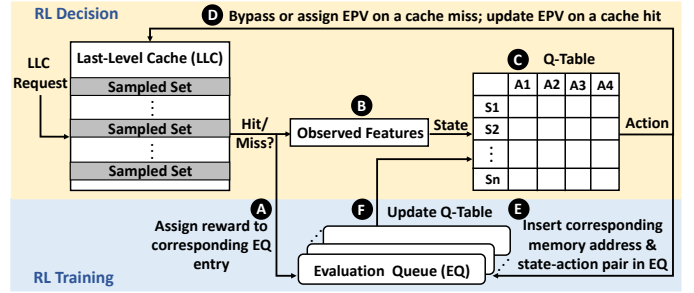 RL Decision
D Bypass or assign EPV on a cache miss; update EPV on a cache hit
Last-Level Cache (LLC)
LLC
Request
Sampled Set
⋮
Sampled Set
⋮
Sampled Set
Hit/
Miss?
B
Observed Features
State
C Q-Table
A1 A2 A3 A4
S1
S2
⋮
Sn
Action
A
Assign reward to
corresponding EQ
entry
F
Update Q-Table
E
Insert corresponding
memory address &
state-action pair in EQ
Evaluation Queue (EQ)
RL Training